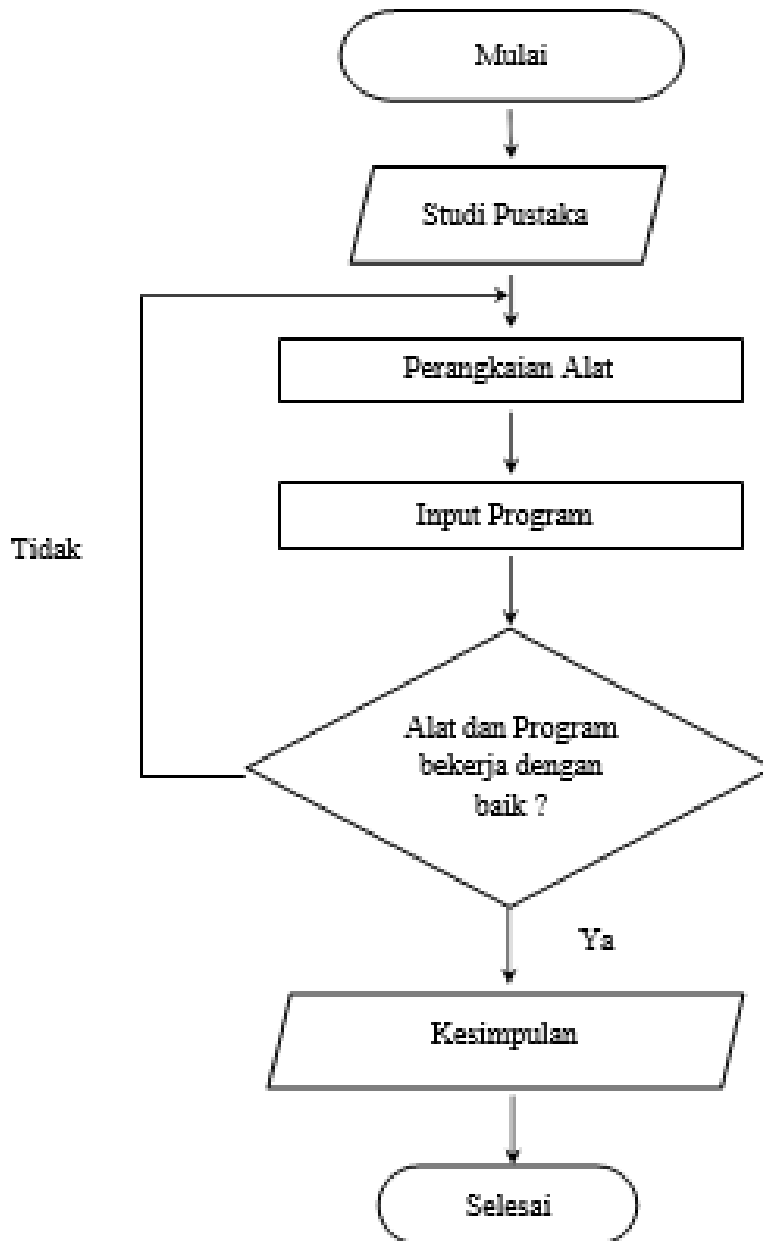 Mulai
Studi Pustaka
Perangkaian Alat
Input Program
Tidak
Alat dan Program
bekerja dengan
baik ?
Ya
Kesimpulan
Selesai